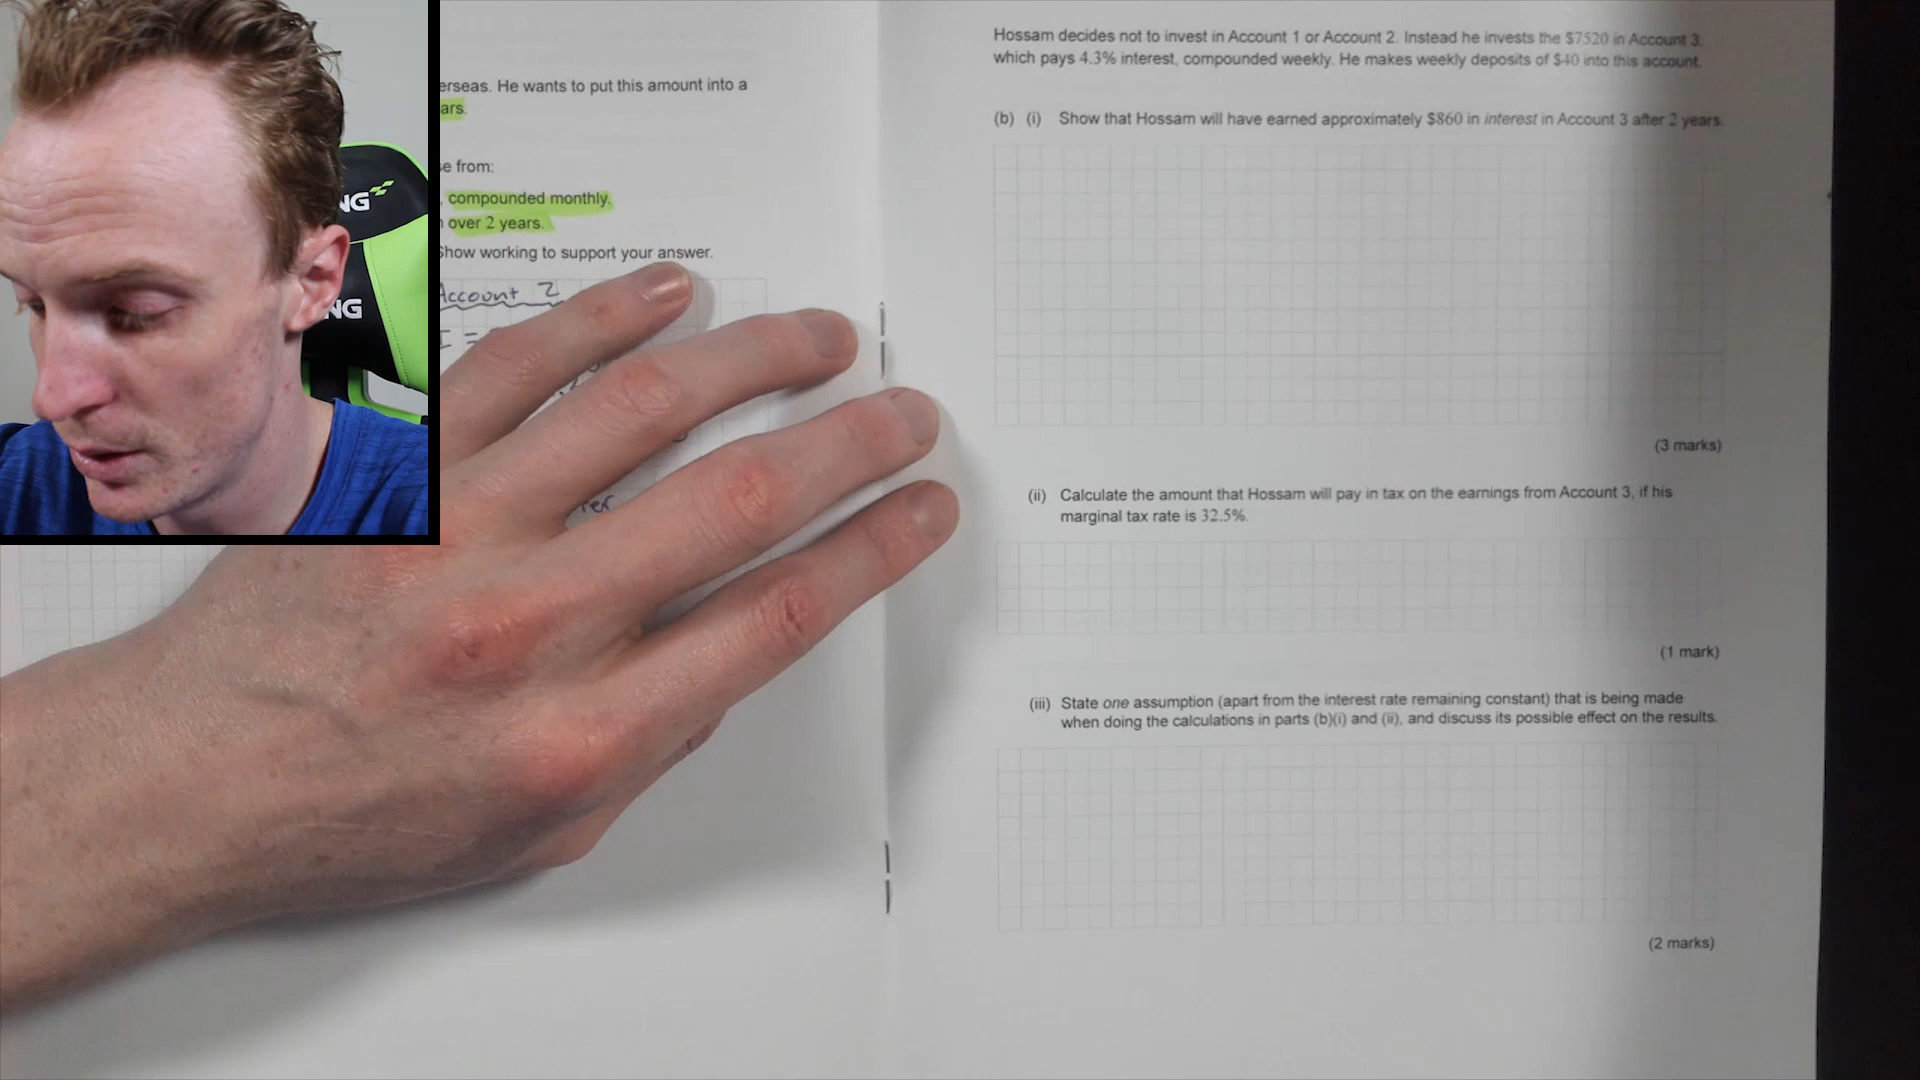 NG
NG
erseas. He wants to put this amount into a
ars.
e from:
, compounded monthly.
over 2 years.
Show working to support your answer.
Account 2
I =
Hossam decides not to invest in Account 1 or Account 2. Instead he invests the $7520 in Account 3,
which pays 4.3% interest, compounded weekly. He makes weekly deposits of $40 into this account.
(b) (i) Show that Hossam will have earned approximately $860 in interest in Account 3 after 2 years.
(3 marks)
(ii) Calculate the amount that Hossam will pay in tax on the earnings from Account 3, if his
marginal tax rate is 32.5%.
(1 mark)
(iii) State one assumption (apart from the interest rate remaining constant) that is being made
when doing the calculations in parts (b)(i) and (ii), and discuss its possible effect on the results.
(2 marks)